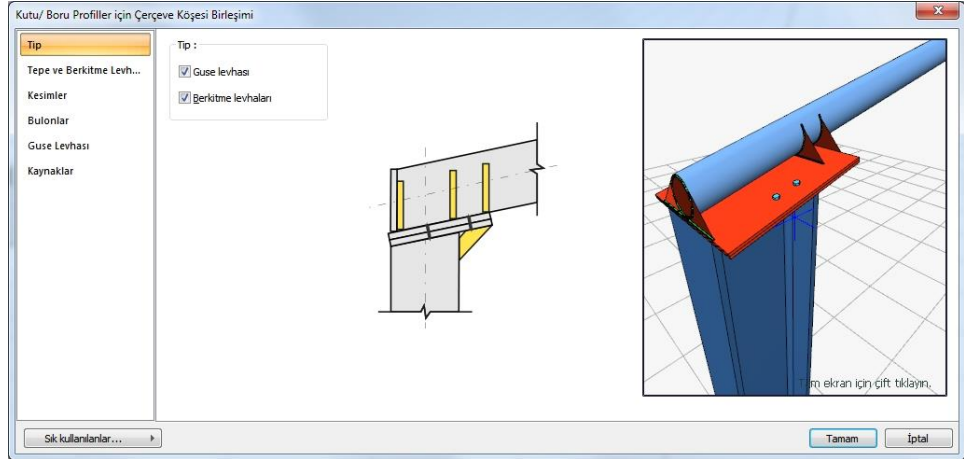 Kutu/ Boru Profiller için Çerçeve Köşesi Birleşimi
Tip
Tepe ve Berkitme Levh...
Kesimler
Bulonlar
Guse Levhası
Kaynaklar
Tip :
Guse levhası
Berkitme levhaları
ekran için çift tıklayın.
Sık kullanılanlar...
Tamam
İptal